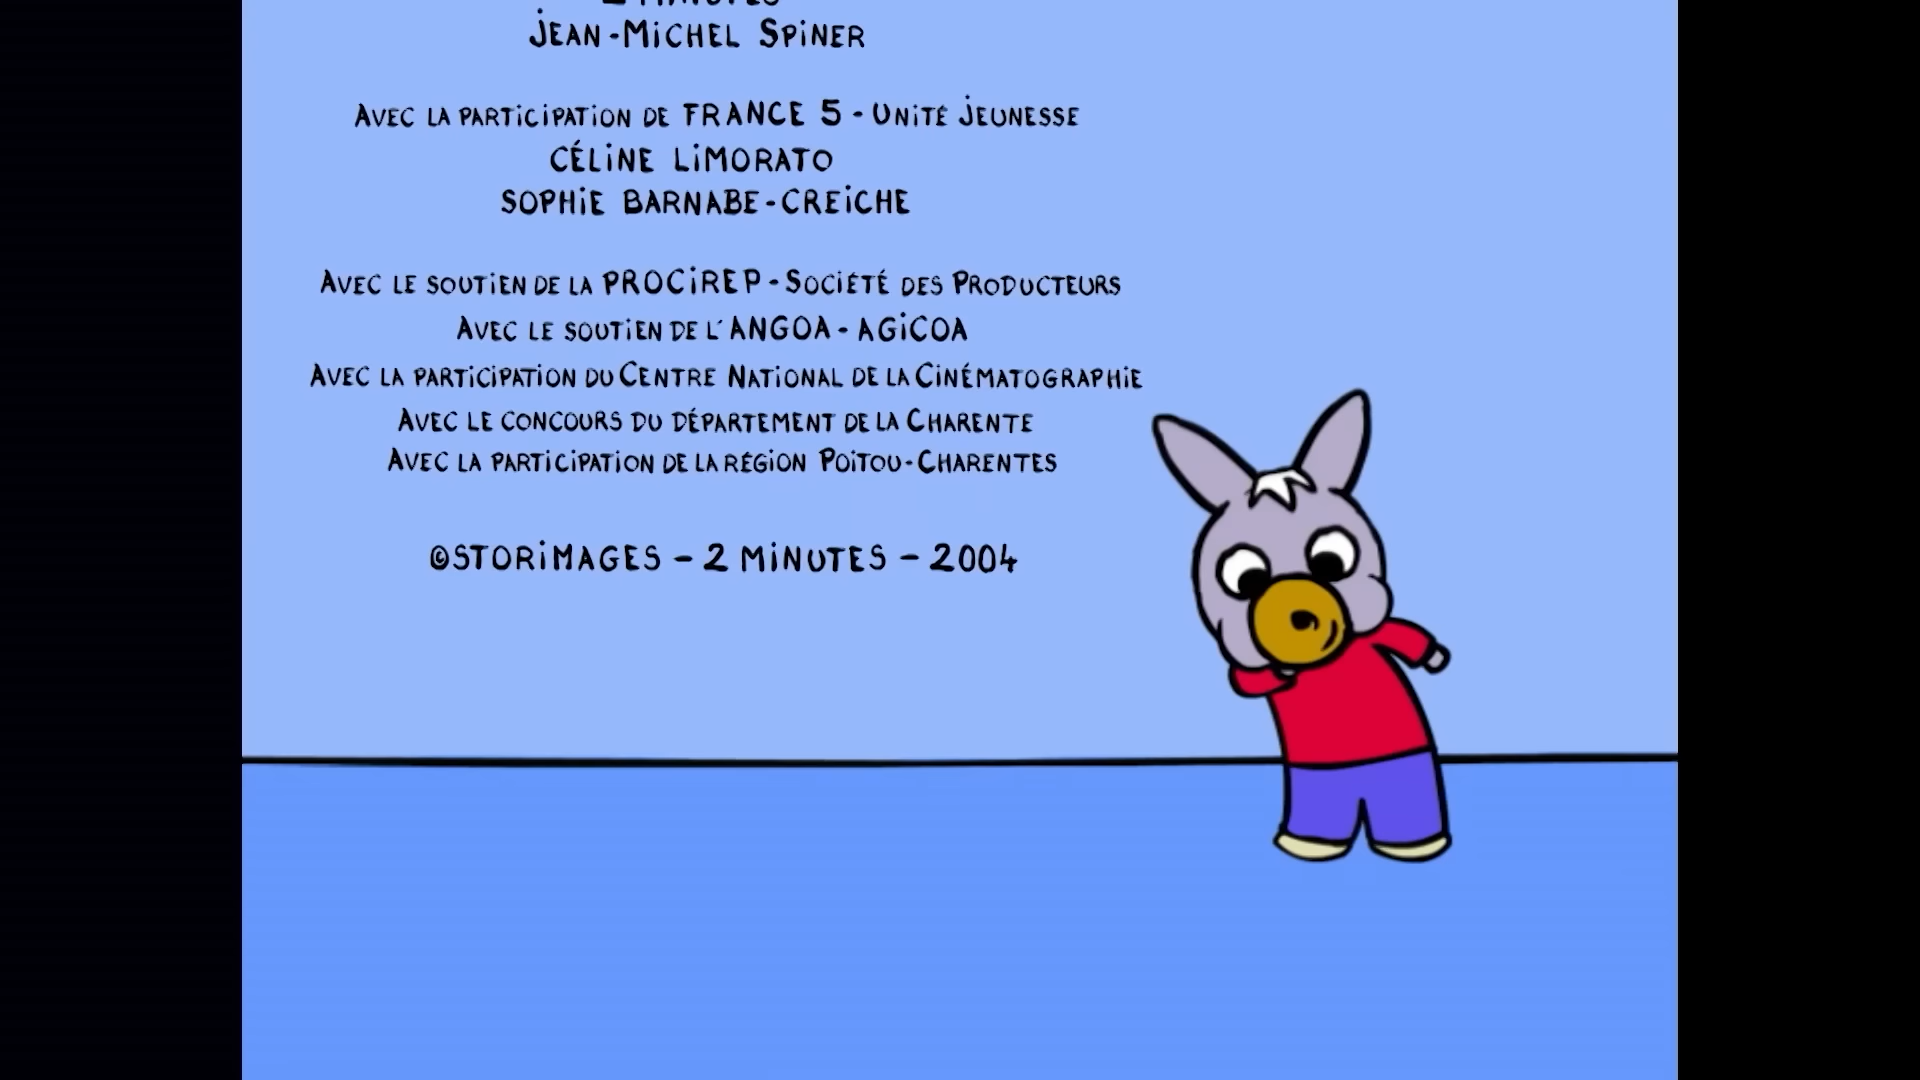 2 MINUTES
JEAN-MICHEL SPINER
AVEC LA PARTICIPATION DE FRANCE 5 - UNITÉ JEUNESSE
CÉLINE LIMORATO
SOPHIE BARNABE-CREICHE
AVEC LE SOUTIEN DE LA PROCIREP - SOCIÉTÉ DES PRODUCTEURS
AVEC LE SOUTIEN DE L'ANGOA - AGICOA
AVEC LA PARTICIPATION DU CENTRE NATIONAL DE LA CINÉMATOGRAPHIE
AVEC LE CONCOURS DU DÉPARTEMENT DE LA CHARENTE
AVEC LA PARTICIPATION DE LA RÉGION POITOU-CHARENTES
©STORIMAGES - 2 MINUTES - 2004